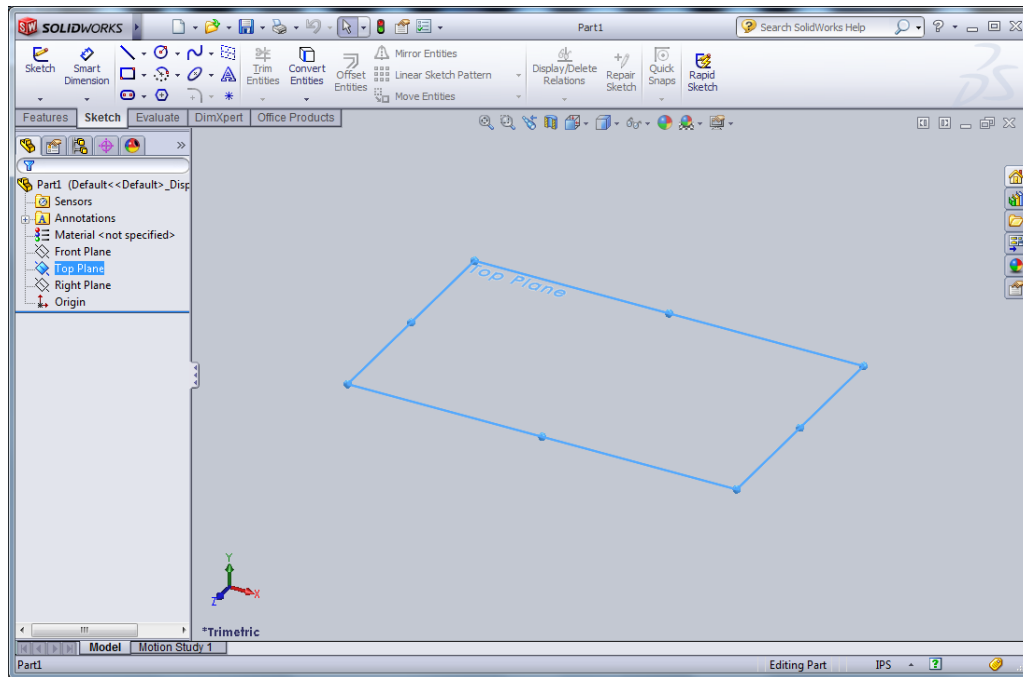 SW SOLIDWORKS Part1 Search SolidWorks Help
Sketch Smart Dimension Trim Entities Convert Entities Offset Entities Mirror Entities Linear Sketch Pattern Move Entities Display/Delete Relations Repair Sketch Quick Snaps Rapid Sketch
Features Sketch Evaluate DimXpert Office Products
Part1 (Default<<Default>_Disp
Sensors
Annotations
Material <not specified>
Front Plane
Top Plane
Right Plane
Origin
Top Plane
Y
X
Z
*Trimetric
Model Motion Study 1
Part1 Editing Part IPS